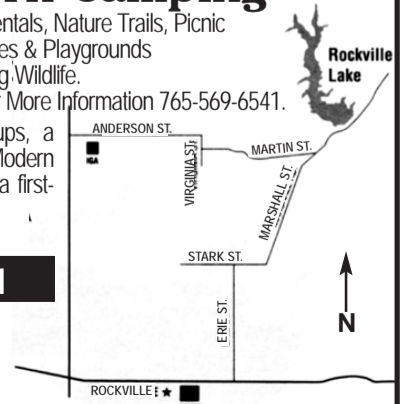 Camping
entals, Nature Trails, Picnic
es & Playgrounds
g Wildlife.
More Information 765-569-6541.
ups, a
Modern
a first-
Rockville
Lake
ANDERSON ST.
IGA
VIRGINIA ST.
MARTIN ST.
MARSHALL ST.
STARK ST.
ERIE ST.
N
ROCKVILLE